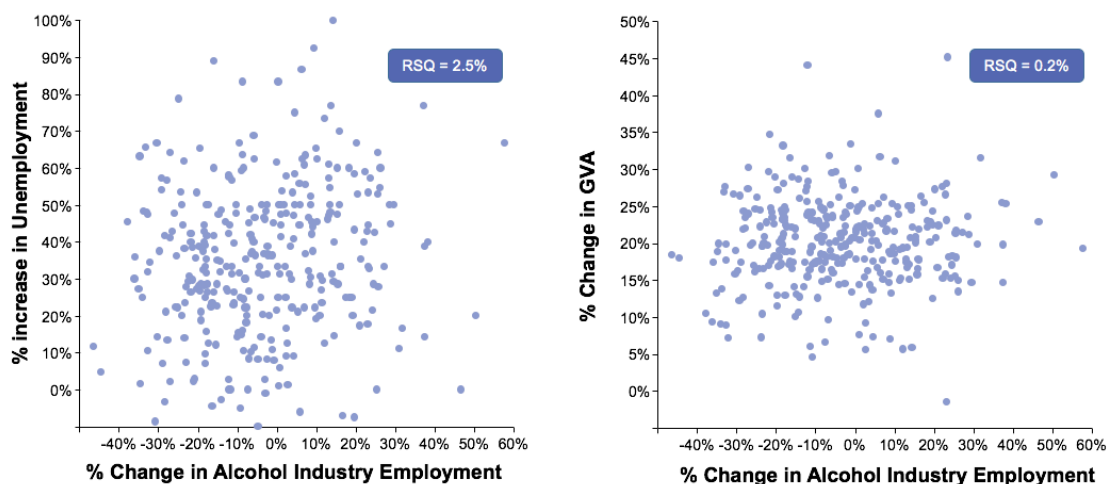 % increase in Unemployment
100%
90%
80%
70%
60%
50%
40%
30%
20%
10%
0%
RSQ = 2.5%
-40% -30% -20% -10% 0% 10% 20% 30% 40% 50% 60%
% Change in Alcohol Industry Employment
% Change in GVA
50%
45%
40%
35%
30%
25%
20%
15%
10%
5%
0%
RSQ = 0.2%
-40% -30% -20% -10% 0% 10% 20% 30% 40% 50% 60%
% Change in Alcohol Industry Employment